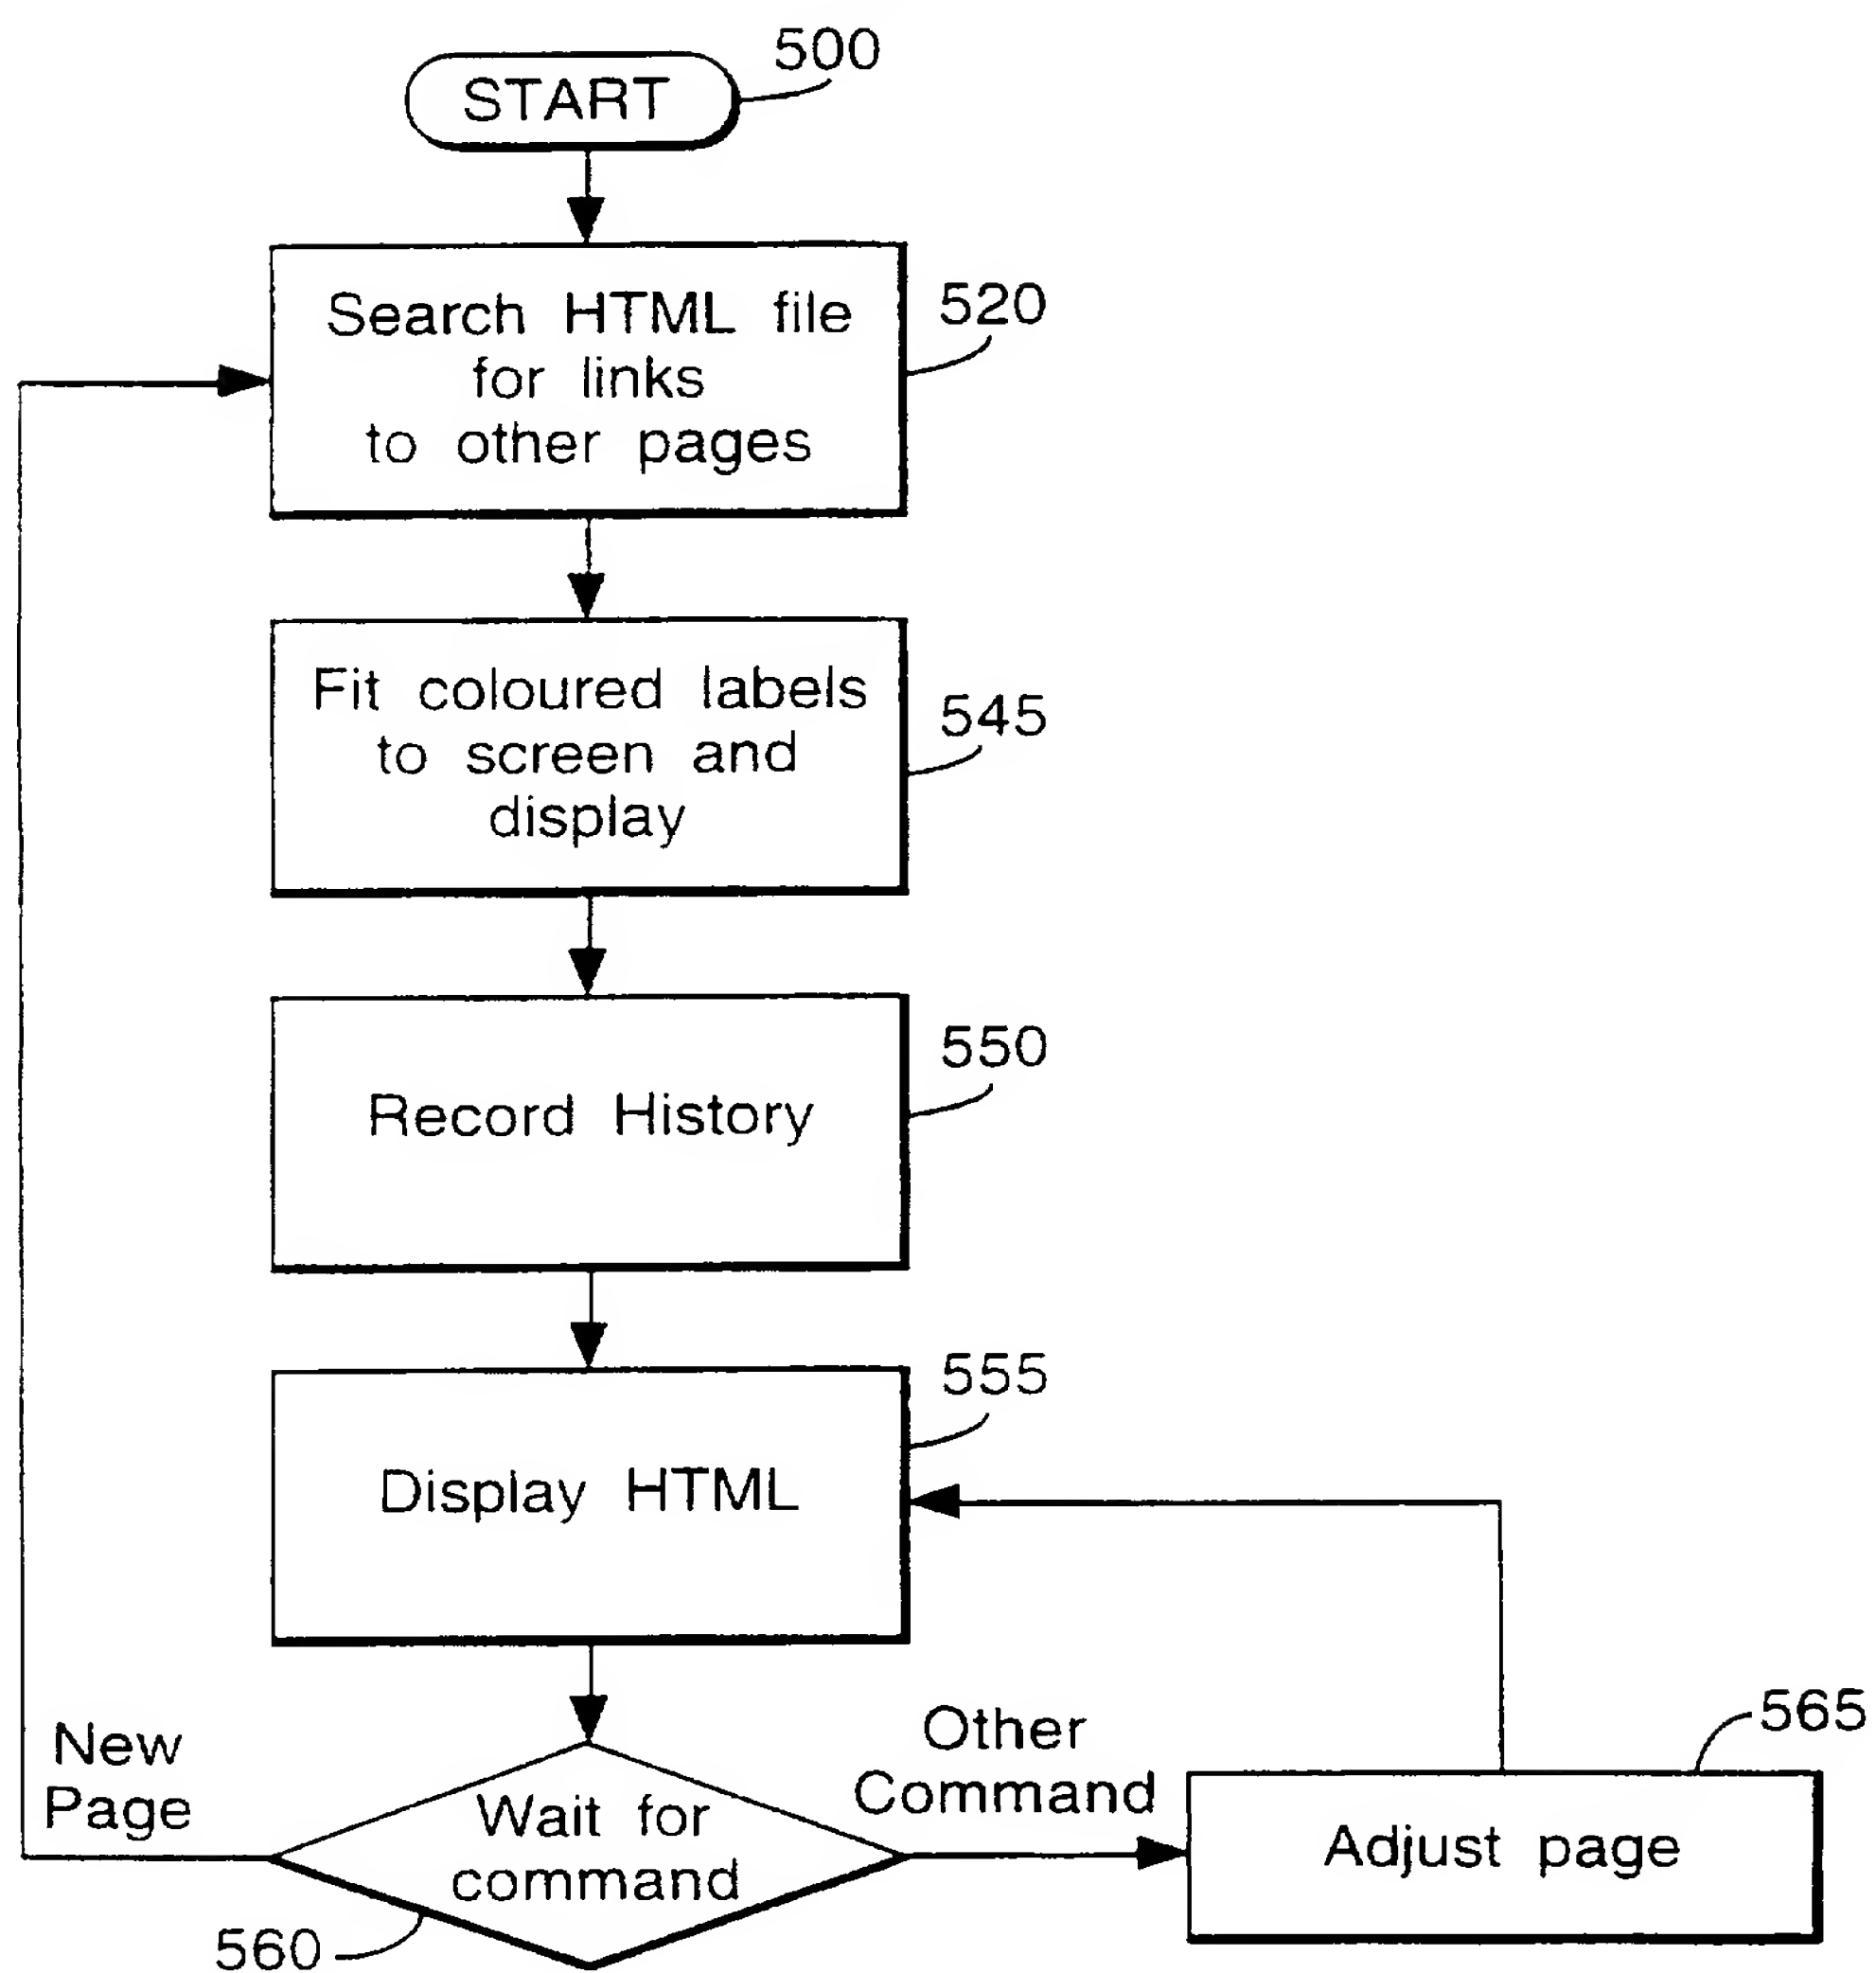 START
500
Search HTML file
for links
to other pages
520
Fit coloured labels
to screen and
display
545
Record History
550
Display HTML
555
New
Page
Wait for
command
560
Other
Command
Adjust page
565